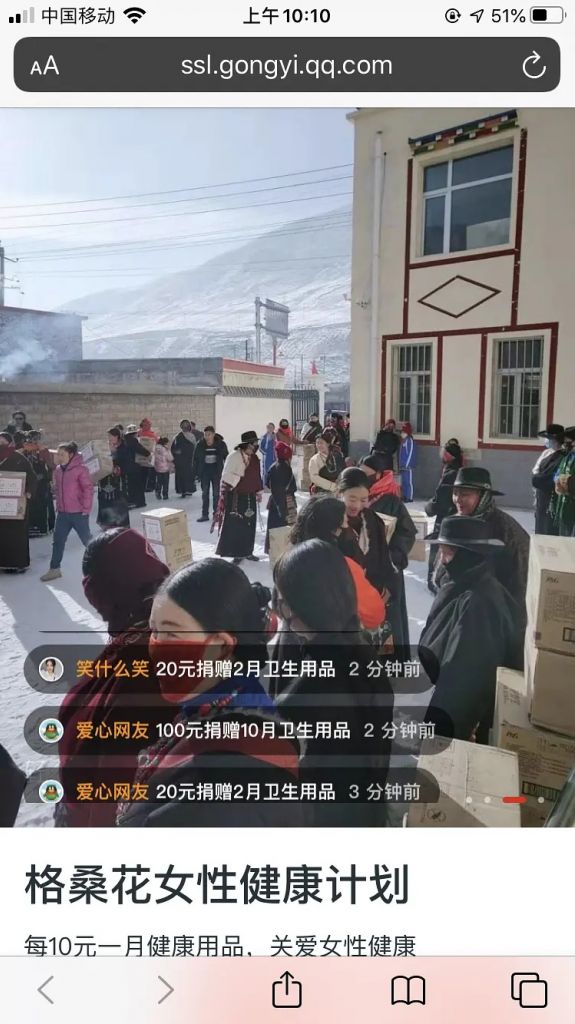 中国移动 上午10:10 51%
AA ssl.gongyi.qq.com
笑什么笑 20元捐赠2月卫生用品 2 分钟前
爱心网友 100元捐赠10月卫生用品 2 分钟前
爱心网友 20元捐赠2月卫生用品 3 分钟前
格桑花女性健康计划
每10元一月健康用品，关爱女性健康